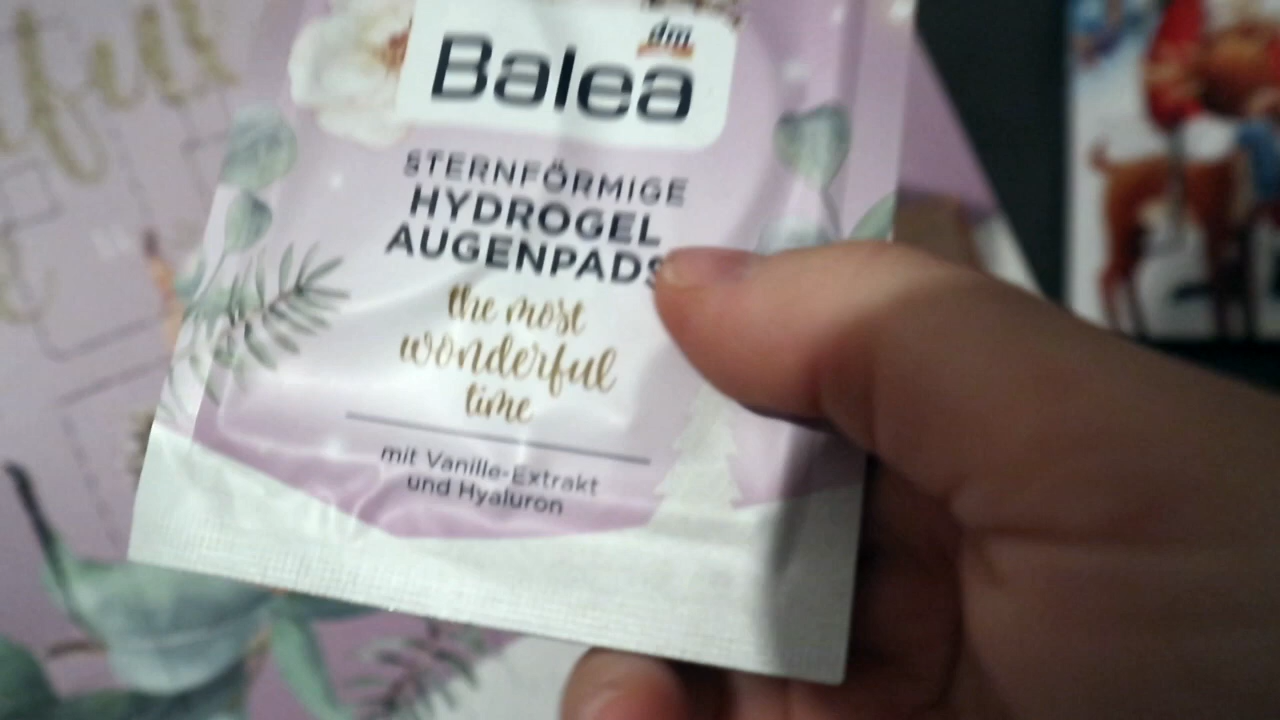 dm
Balea
STERNFÖRMIGE
HYDROGEL
AUGENPADS
the most
wonderful
time
mit Vanille-Extrakt
und Hyaluron